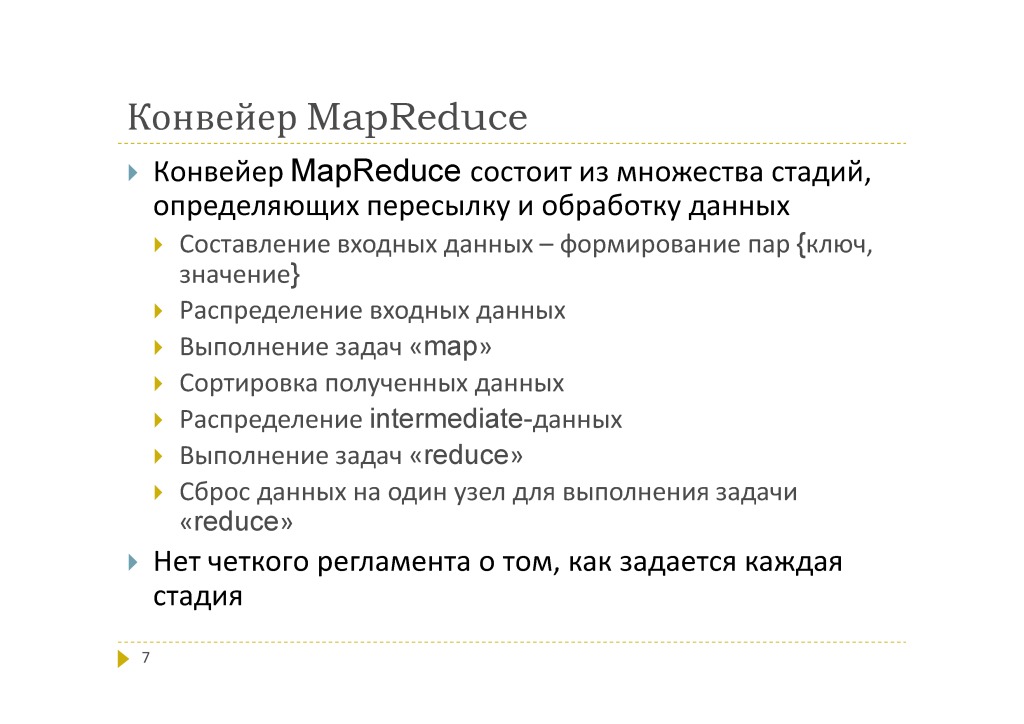 Конвейер MapReduce
Конвейер MapReduce состоит из множества стадий,
определяющих пересылку и обработку данных
Составление входных данных – формирование пар {ключ,
значение}
Распределение входных данных
Выполнение задач «map»
Сортировка полученных данных
Распределение intermediate-данных
Выполнение задач «reduce»
Сброс данных на один узел для выполнения задачи
«reduce»
Нет четкого регламента о том, как задается каждая
стадия
7